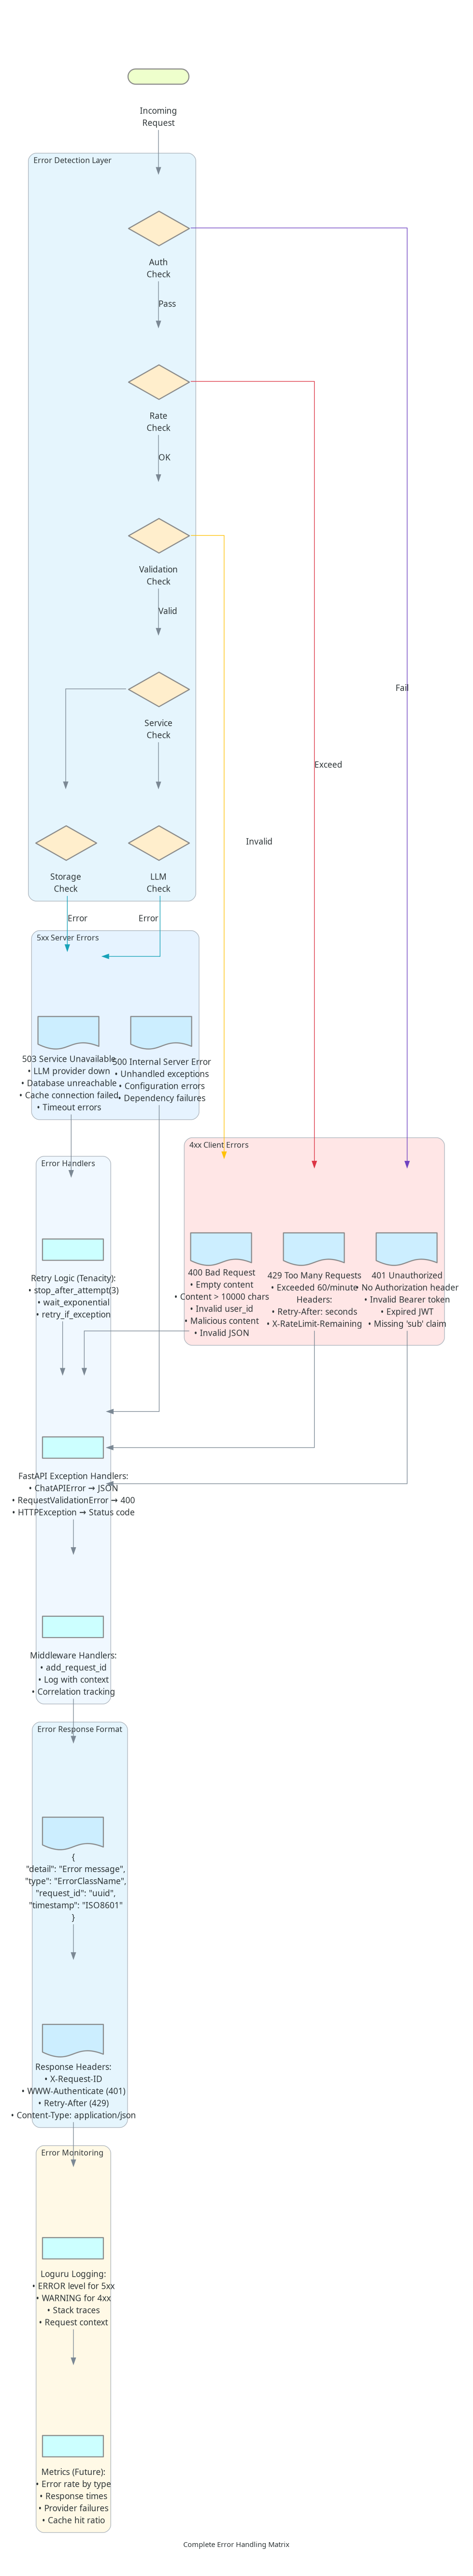 Incoming
Request
Error Detection Layer
Auth
Check
Pass
Rate
Check
OK
Validation
Check
Valid
Fail
Service
Check
Exceed
Invalid
Storage
Check
LLM
Check
Error
Error
5xx Server Errors
503 Service Unavailable
• LLM provider down
• Database unreachable
• Cache connection failed
• Timeout errors
500 Internal Server Error
• Unhandled exceptions
• Configuration errors
• Dependency failures
4xx Client Errors
400 Bad Request
• Empty content
• Content > 10000 chars
• Invalid user_id
• Malicious content
• Invalid JSON
429 Too Many Requests
• Exceeded 60/minute
Headers:
• Retry-After: seconds
• X-RateLimit-Remaining
401 Unauthorized
• No Authorization header
• Invalid Bearer token
• Expired JWT
• Missing 'sub' claim
Error Handlers
Retry Logic (Tenacity):
• stop_after_attempt(3)
• wait_exponential
• retry_if_exception
FastAPI Exception Handlers:
• ChatAPIError → JSON
• RequestValidationError → 400
• HTTPException → Status code
Middleware Handlers:
• add_request_id
• Log with context
• Correlation tracking
Error Response Format
{
"detail": "Error message",
"type": "ErrorClassName",
"request_id": "uuid",
"timestamp": "ISO8601"
}
Response Headers:
• X-Request-ID
• WWW-Authenticate (401)
• Retry-After (429)
• Content-Type: application/json
Error Monitoring
Loguru Logging:
• ERROR level for 5xx
• WARNING for 4xx
• Stack traces
• Request context
Metrics (Future):
• Error rate by type
• Response times
• Provider failures
• Cache hit ratio
Complete Error Handling Matrix